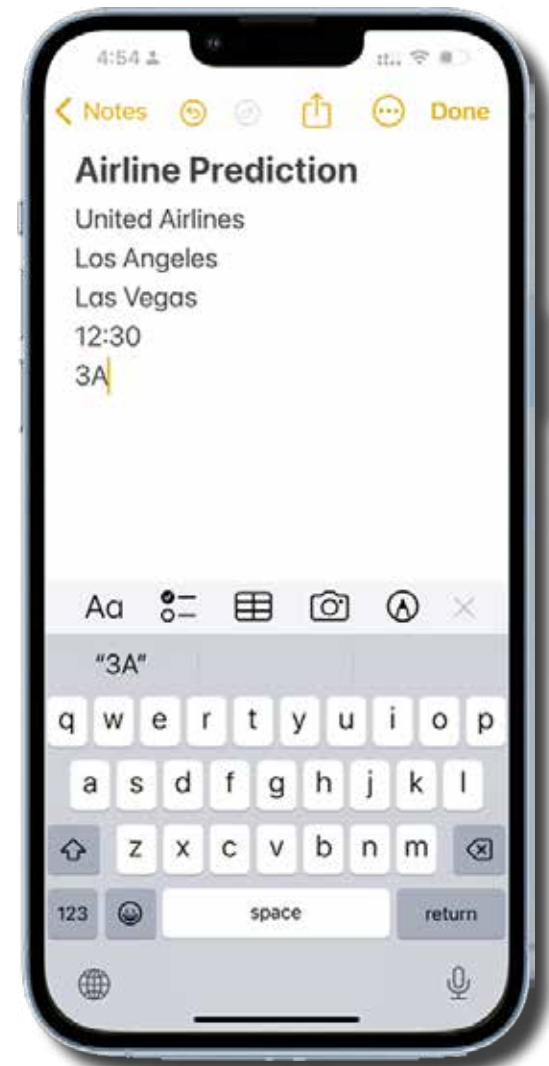 4:54
Notes
Done
Airline Prediction
United Airlines
Los Angeles
Las Vegas
12:30
3A
Aa
"3A"
q w e r t y u i o p
a s d f g h j k l
z x c v b n m
123 space return